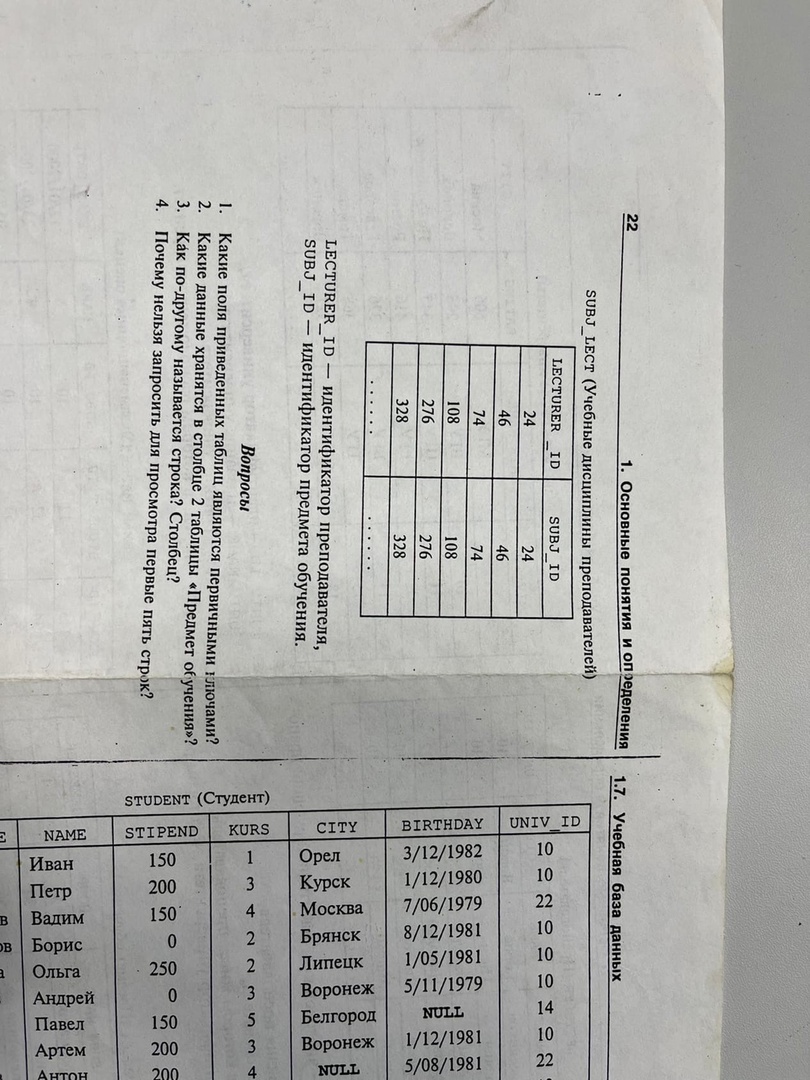 22
1. Основные понятия и определения
SUBJ_LECT (Учебные дисциплины преподавателей)
LECTURER _ID SUBJ_ID
24 24
46 46
74 74
108 108
276 276
328 328
...... ......
LECTURER_ID — идентификатор преподавателя,
SUBJ_ID — идентификатор предмета обучения.
Вопросы
1. Какие поля приведенных таблиц являются первичными ключами?
2. Какие данные хранятся в столбце 2 таблицы «Предмет обучения»?
3. Как по-другому называется строка? Столбец?
4. Почему нельзя запросить для просмотра первые пять строк?
1.7. Учебная база данных
STUDENT (Студент)
NAME STIPEND KURS CITY BIRTHDAY UNIV_ID
Иван 150 1 Орел 3/12/1982 10
Петр 200 3 Курск 1/12/1980 10
Вадим 150 4 Москва 7/06/1979 22
Борис 0 2 Брянск 8/12/1981 10
Ольга 250 2 Липецк 1/05/1981 10
Андрей 0 3 Воронеж 5/11/1979 10
Павел 150 5 Белгород NULL 14
Артем 200 3 Воронеж 1/12/1981 10
Антон 200 4 NULL 5/08/1981 22